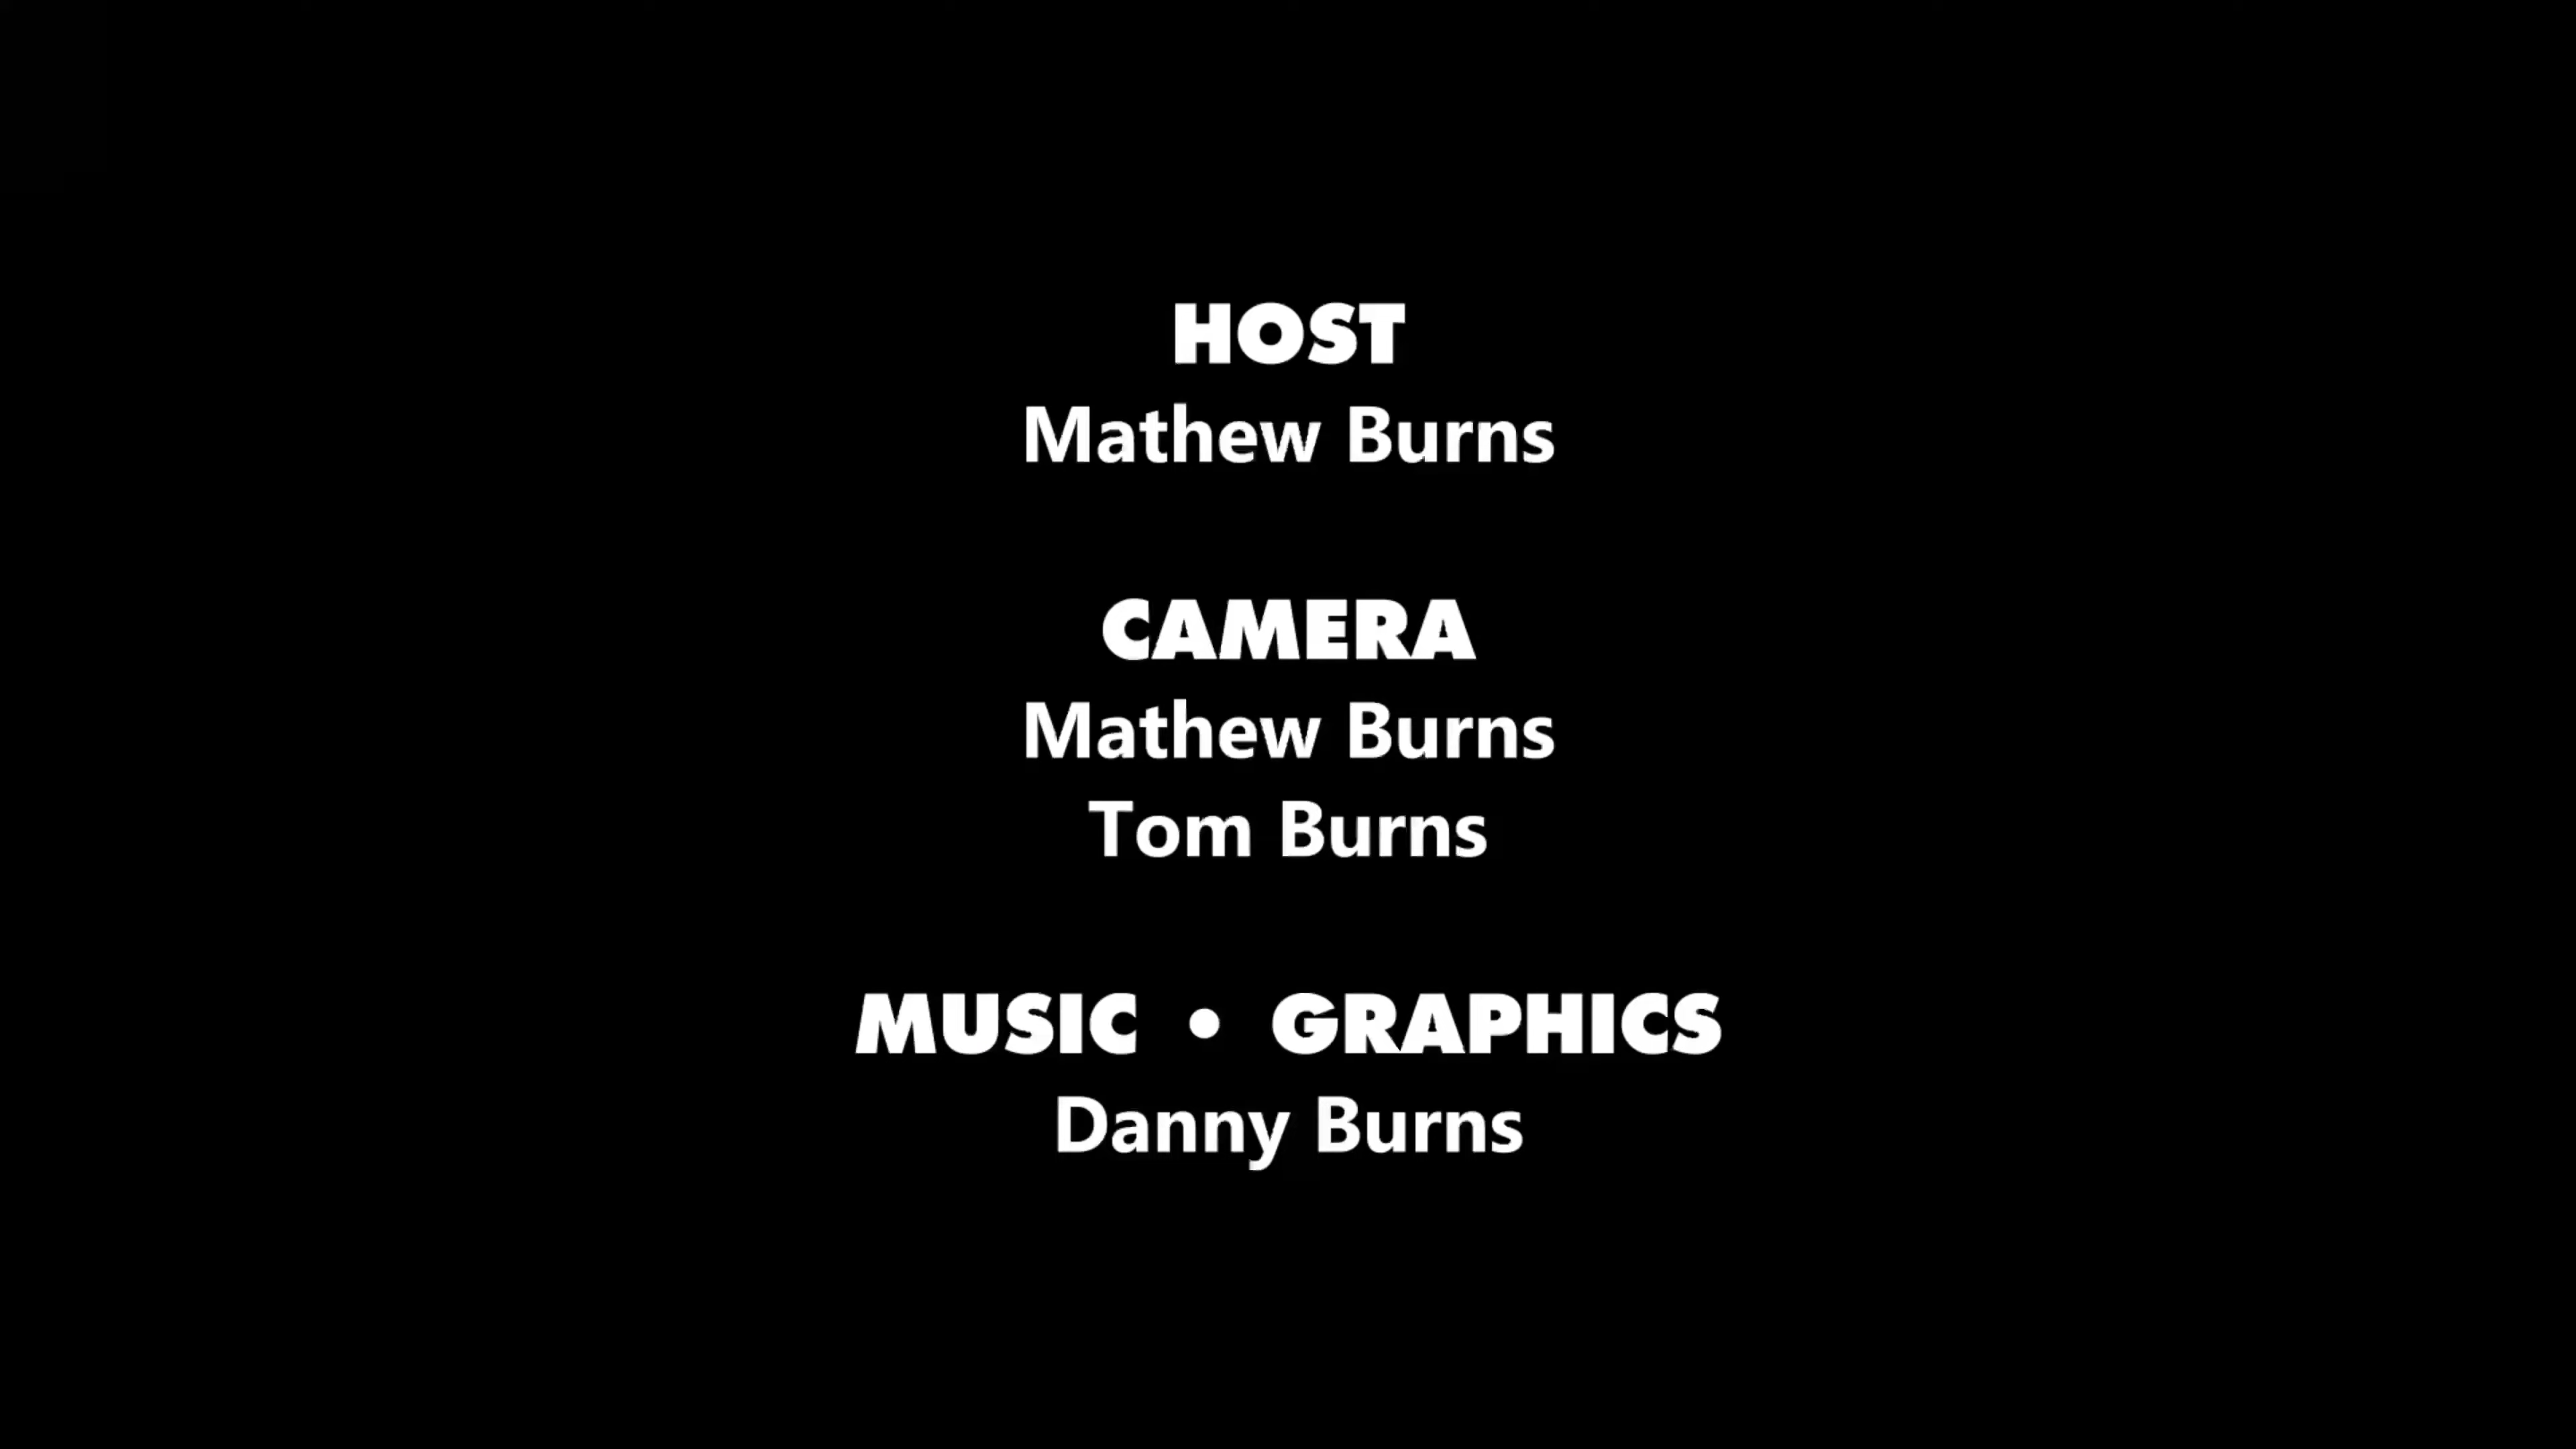 HOST
Mathew Burns
CAMERA
Mathew Burns
Tom Burns
MUSIC • GRAPHICS
Danny Burns